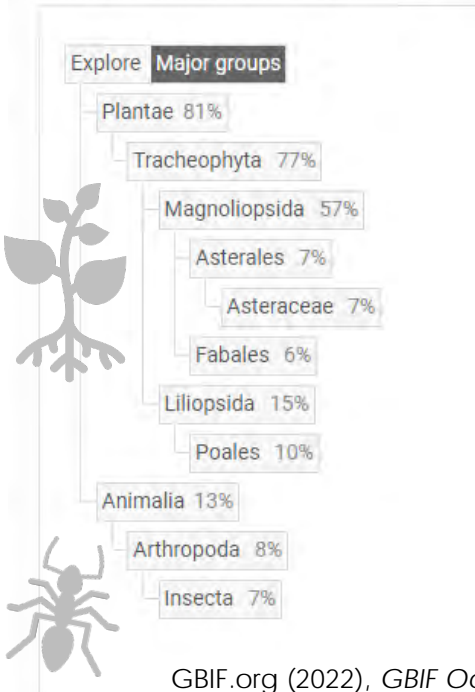 Explore Major groups
Plantae 81%
Tracheophyta 77%
Magnoliopsida 57%
Asterales 7%
Asteraceae 7%
Fabales 6%
Liliopsida 15%
Poales 10%
Animalia 13%
Arthropoda 8%
Insecta 7%
GBIF.org (2022), GBIF